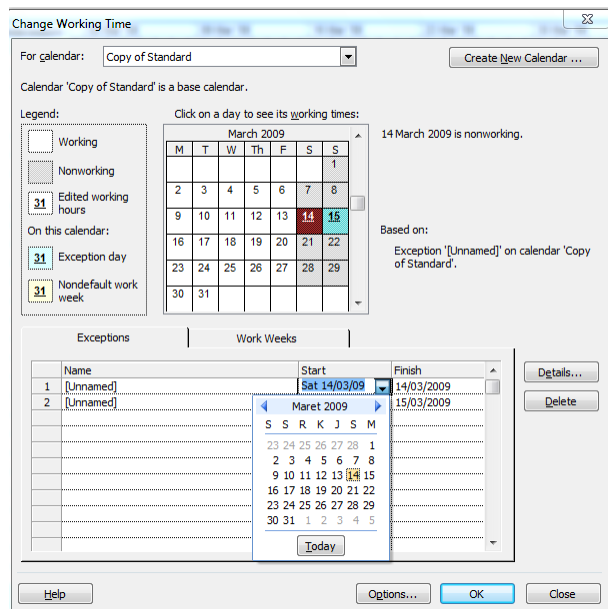 Change Working Time
For calendar: Copy of Standard Create New Calendar ...
Calendar 'Copy of Standard' is a base calendar.
Legend: Click on a day to see its working times:
Working
Nonworking
31 Edited working
hours
On this calendar:
31 Exception day
31 Nondefault work
week
March 2009
M T W Th F S S
1
2 3 4 5 6 7 8
9 10 11 12 13 14 15
16 17 18 19 20 21 22
23 24 25 26 27 28 29
30 31
14 March 2009 is nonworking.
Based on:
Exception '[Unnamed]' on calendar 'Copy
of Standard'.
Exceptions Work Weeks
Name Start Finish
1 [Unnamed] Sat 14/03/09 14/03/2009
2 [Unnamed] 15/03/2009
Details...
Delete
Maret 2009
S S R K J S M
23 24 25 26 27 28 1
2 3 4 5 6 7 8
9 10 11 12 13 14 15
16 17 18 19 20 21 22
23 24 25 26 27 28 29
30 31 1 2 3 4 5
Today
Help Options... OK Close